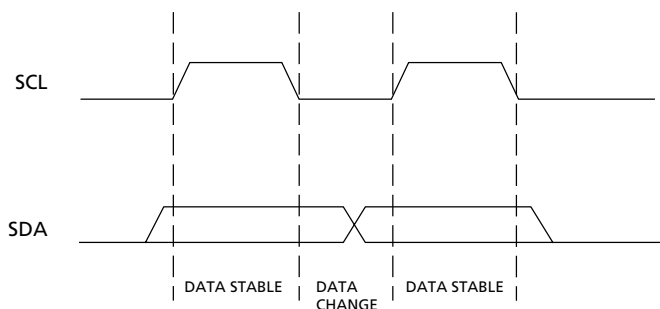 SCL
SDA
DATA STABLE
DATA
CHANGE
DATA STABLE